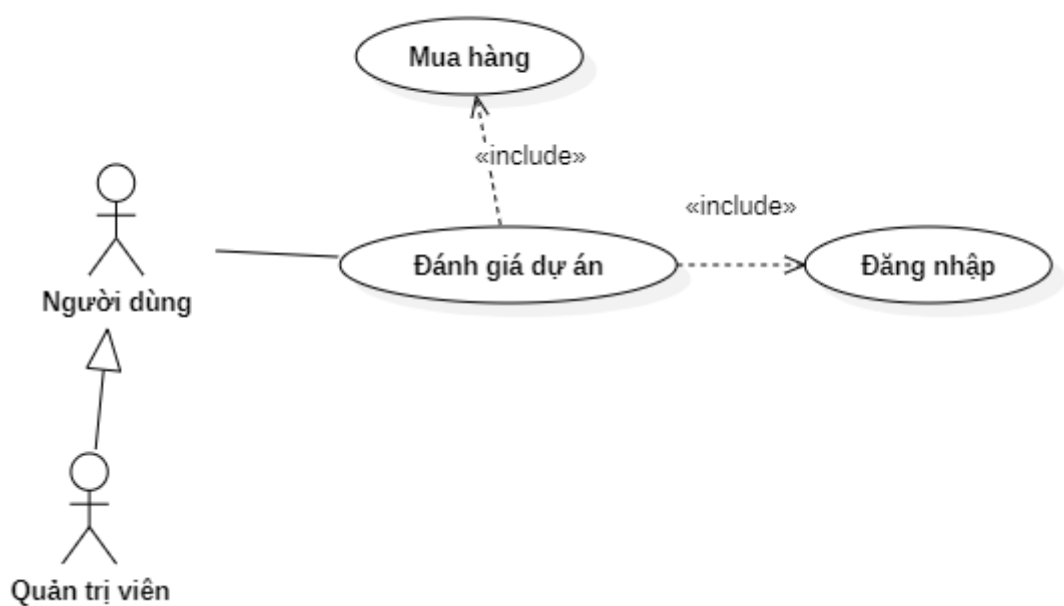 Mua hàng
«include»
«include»
Đánh giá dự án
Đăng nhập
Người dùng
Quản trị viên